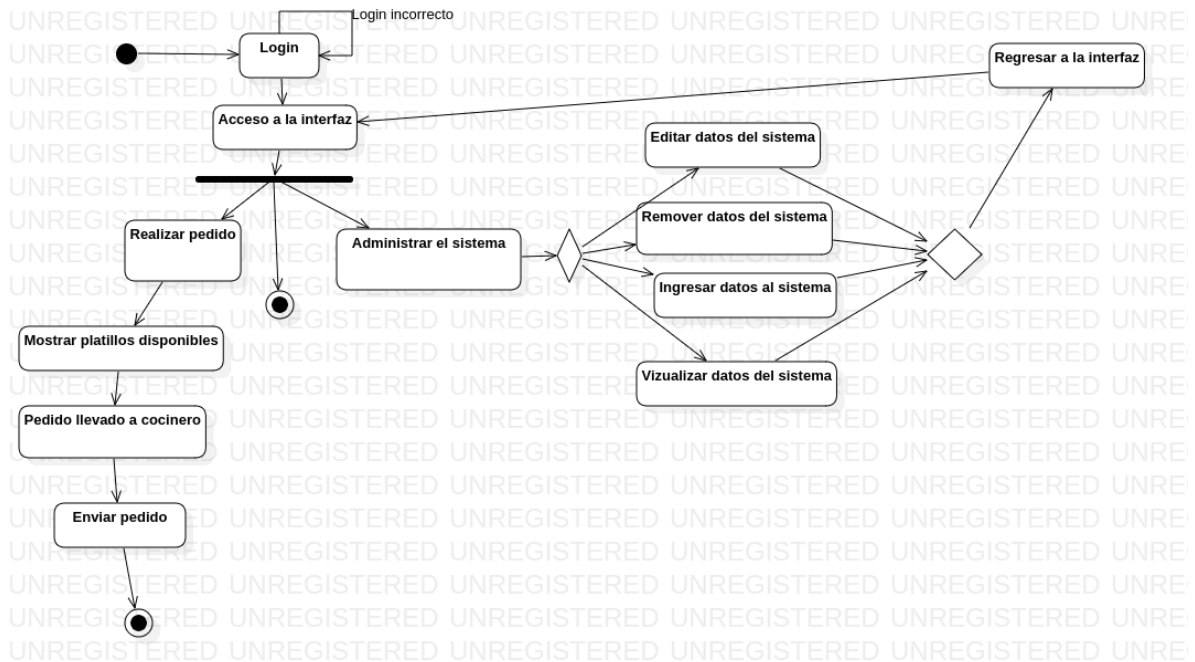 Login incorrecto
Login
Regresar a la interfaz
Acceso a la interfaz
Editar datos del sistema
Remover datos del sistema
Realizar pedido
Administrar el sistema
Ingresar datos al sistema
Mostrar platillos disponibles
Vizualizar datos del sistema
Pedido llevado a cocinero
Enviar pedido
UNREGISTERED